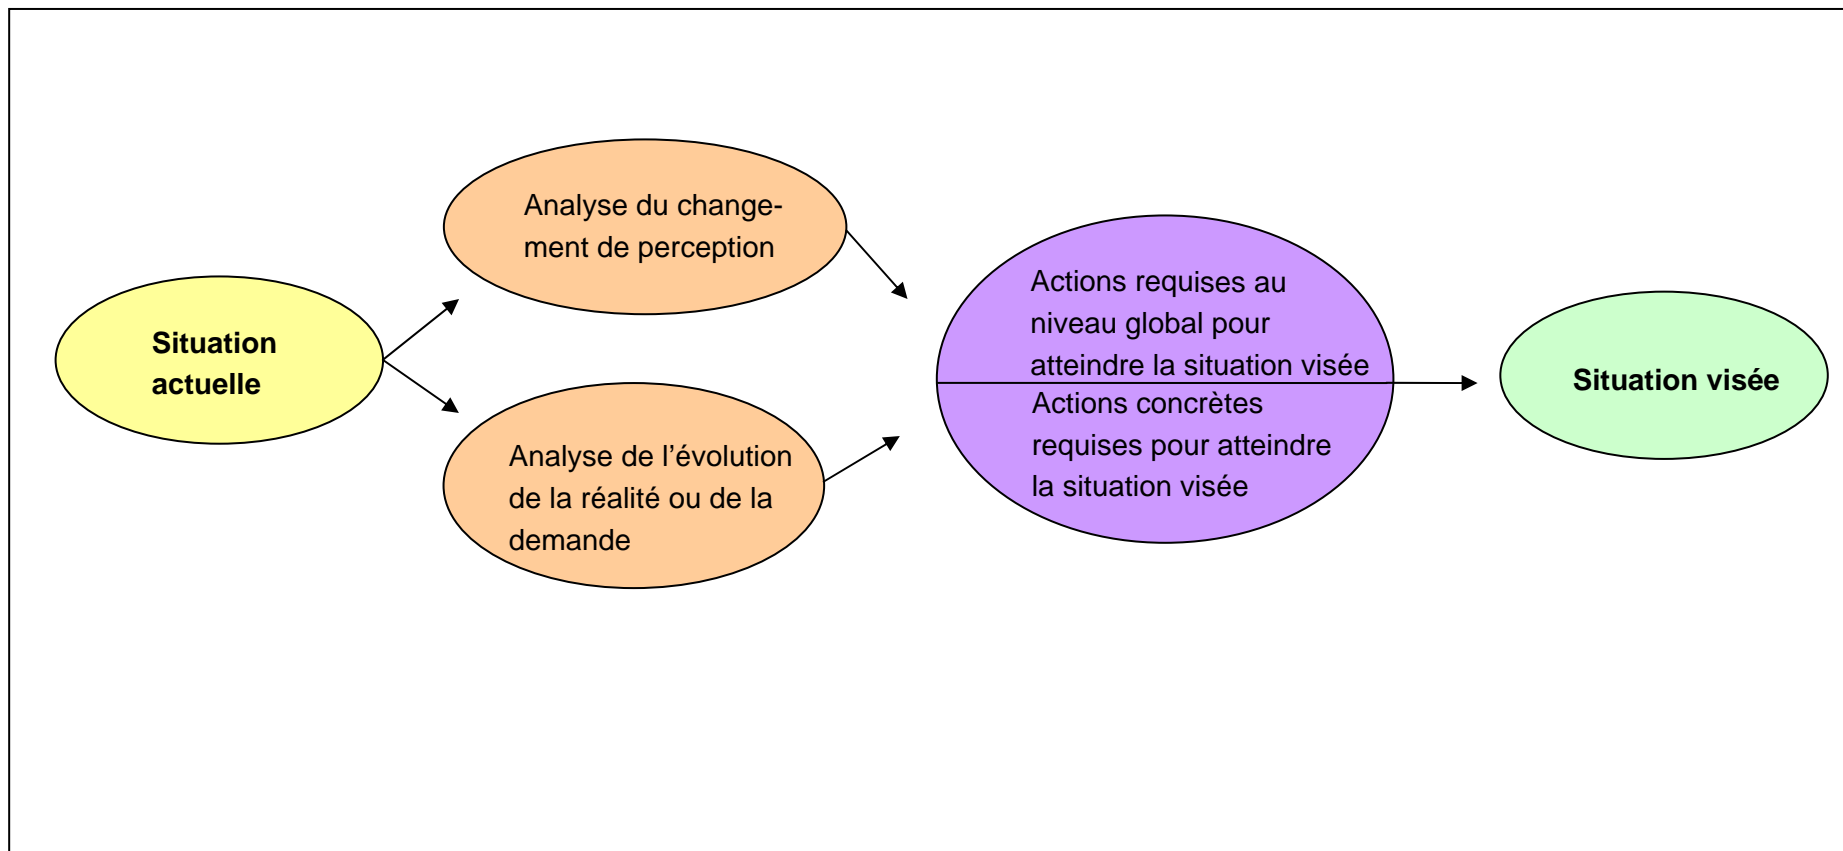 Situation
actuelle
Analyse du change-
ment de perception
Analyse de l’évolution
de la réalité ou de la
demande
Actions requises au
niveau global pour
atteindre la situation visée
Actions concrètes
requises pour atteindre
la situation visée
Situation visée